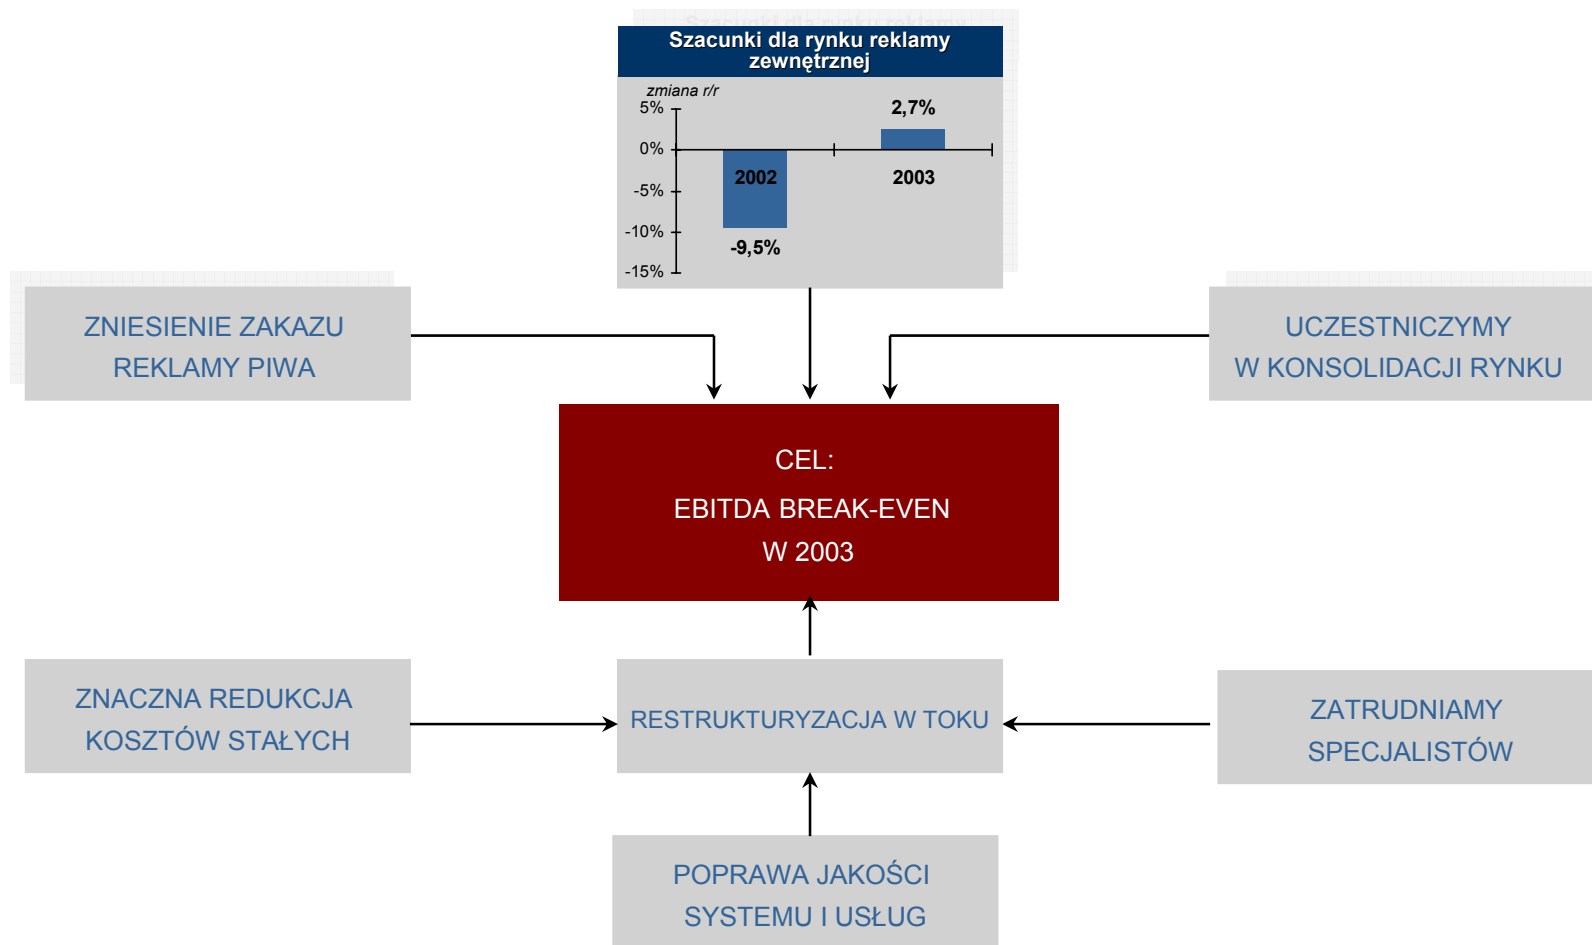 Szacunki dla rynku reklamy
zewnętrznej
zmiana r/r
5%
0%
-5%
-10%
-15%
2,7%
2002
2003
-9,5%
ZNIESIENIE ZAKAZU
REKLAMY PIWA
UCZESTNICZYMY
W KONSOLIDACJI RYNKU
CEL:
EBITDA BREAK-EVEN
W 2003
ZNACZNA REDUKCJA
KOSZTÓW STAŁYCH
RESTRUKTURYZACJA W TOKU
ZATRUDNIAMY
SPECJALISTÓW
POPRAWA JAKOŚCI
SYSTEMU I USŁUG